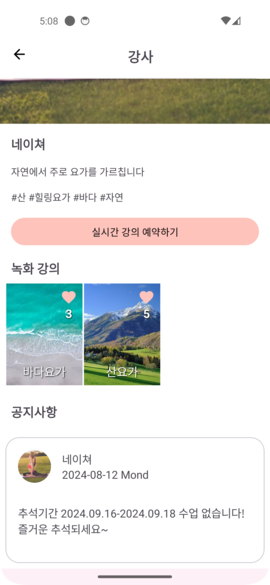 5:08
강사
네이쳐
자연에서 주로 요가를 가르칩니다
#산 #힐링요가 #바다 #자연
실시간 강의 예약하기
녹화 강의
3
5
바다요가
산요가
공지사항
네이쳐
2024-08-12 Mond
추석기간 2024.09.16-2024.09.18 수업 없습니다!
즐거운 추석되세요~